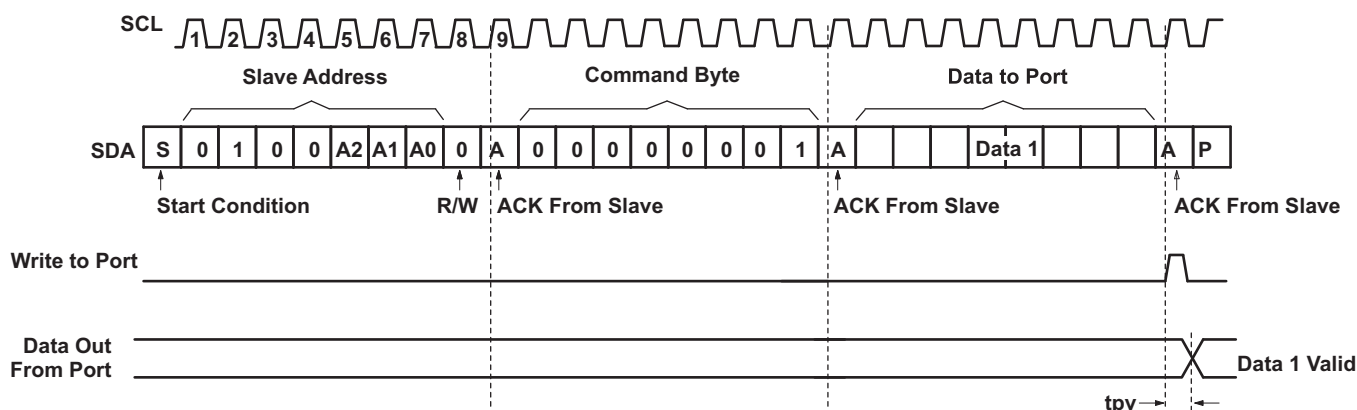 SCL 1 2 3 4 5 6 7 8 9
Slave Address Command Byte Data to Port
SDA S 0 1 0 0 A2 A1 A0 0 A 0 0 0 0 0 0 0 1 A Data 1 A P
Start Condition R/W ACK From Slave ACK From Slave ACK From Slave
Write to Port
Data Out
From Port
Data 1 Valid
tpv